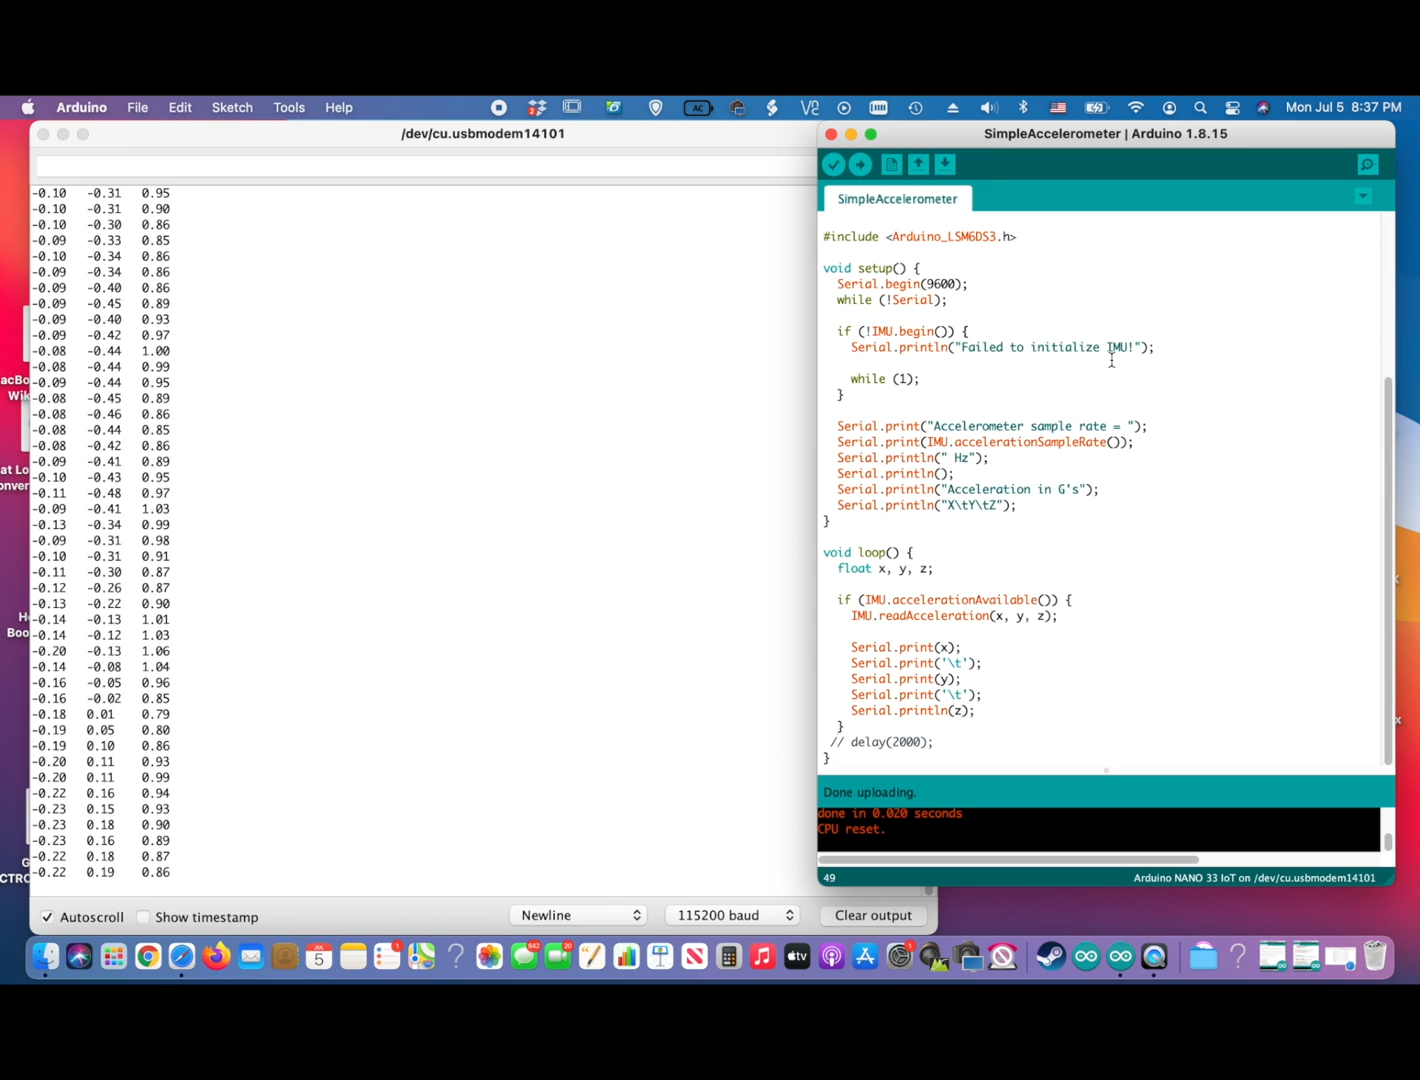 Arduino File Edit Sketch Tools Help
AC
V2
Mon Jul 5 8:37 PM
/dev/cu.usbmodem14101
-0.10 -0.31 0.95
-0.10 -0.31 0.90
-0.10 -0.30 0.86
-0.09 -0.33 0.85
-0.10 -0.34 0.86
-0.09 -0.34 0.86
-0.09 -0.40 0.86
-0.09 -0.45 0.89
-0.09 -0.40 0.93
-0.09 -0.42 0.97
-0.08 -0.44 1.00
-0.08 -0.44 0.99
-0.09 -0.44 0.95
-0.08 -0.45 0.89
-0.08 -0.46 0.86
-0.08 -0.44 0.85
-0.08 -0.42 0.86
-0.09 -0.41 0.89
-0.10 -0.43 0.95
-0.11 -0.48 0.97
-0.09 -0.41 1.03
-0.13 -0.34 0.99
-0.09 -0.31 0.98
-0.10 -0.31 0.91
-0.11 -0.30 0.87
-0.12 -0.26 0.87
-0.13 -0.22 0.90
-0.14 -0.13 1.01
-0.14 -0.12 1.03
-0.20 -0.13 1.06
-0.14 -0.08 1.04
-0.16 -0.05 0.96
-0.16 -0.02 0.85
-0.18 0.01 0.79
-0.19 0.05 0.80
-0.19 0.10 0.86
-0.20 0.11 0.93
-0.20 0.11 0.99
-0.22 0.16 0.94
-0.23 0.15 0.93
-0.23 0.18 0.90
-0.23 0.16 0.89
-0.22 0.18 0.87
-0.22 0.19 0.86
Autoscroll Show timestamp
Newline
115200 baud
Clear output
SimpleAccelerometer | Arduino 1.8.15
SimpleAccelerometer
#include <Arduino_LSM6DS3.h>
void setup() {
Serial.begin(9600);
while (!Serial);
if (!IMU.begin()) {
Serial.println("Failed to initialize IMU!");
while (1);
}
Serial.print("Accelerometer sample rate = ");
Serial.print(IMU.accelerationSampleRate());
Serial.println(" Hz");
Serial.println();
Serial.println("Acceleration in G's");
Serial.println("X\tY\tZ");
}
void loop() {
float x, y, z;
if (IMU.accelerationAvailable()) {
IMU.readAcceleration(x, y, z);
Serial.print(x);
Serial.print('\t');
Serial.print(y);
Serial.print('\t');
Serial.println(z);
}
// delay(2000);
}
Done uploading.
done in 0.020 seconds
CPU reset.
49
Arduino NANO 33 IoT on /dev/cu.usbmodem14101
JUL
5
1
842
20
tv
1